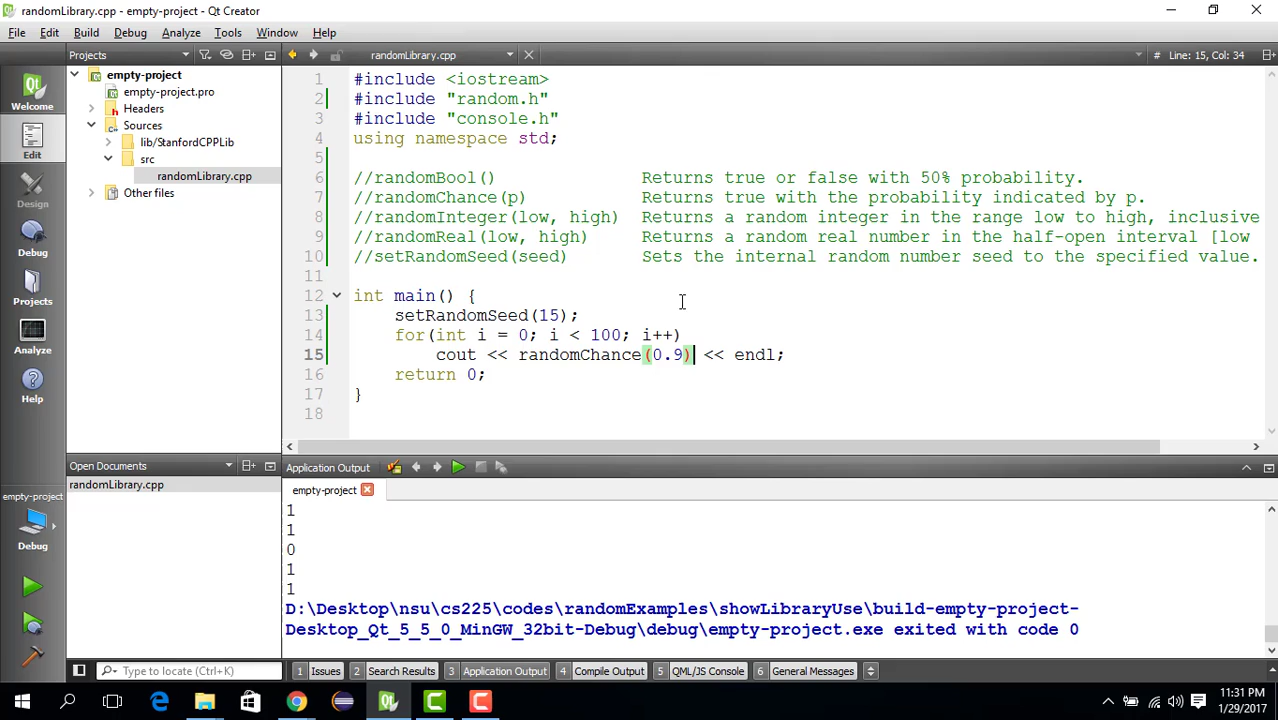 randomLibrary.cpp - empty-project - Qt Creator
File Edit Build Debug Analyze Tools Window Help
Projects
randomLibrary.cpp
# Line: 15, Col: 34
Welcome
Edit
Design
Debug
Projects
Analyze
Help
empty-project
empty-project.pro
Headers
Sources
lib/StanfordCPPLib
src
randomLibrary.cpp
Other files
1 #include <iostream>
2 #include "random.h"
3 #include "console.h"
4 using namespace std;
5
6 //randomBool() Returns true or false with 50% probability.
7 //randomChance(p) Returns true with the probability indicated by p.
8 //randomInteger(low, high) Returns a random integer in the range low to high, inclusive
9 //randomReal(low, high) Returns a random real number in the half-open interval [low
10 //setRandomSeed(seed) Sets the internal random number seed to the specified value.
11
12 int main() {
13 setRandomSeed(15);
14 for(int i = 0; i < 100; i++)
15 cout << randomChance(0.9) << endl;
16 return 0;
17 }
18
Open Documents
randomLibrary.cpp
empty-project
Debug
Application Output
empty-project
1
1
0
1
1
D:\Desktop\nsu\cs225\codes\randomExamples\showLibraryUse\build-empty-project-
Desktop_Qt_5_5_0_MinGW_32bit-Debug\debug\empty-project.exe exited with code 0
Type to locate (Ctrl+K)
1 Issues 2 Search Results 3 Application Output 4 Compile Output 5 QML/JS Console 6 General Messages
11:31 PM
1/29/2017